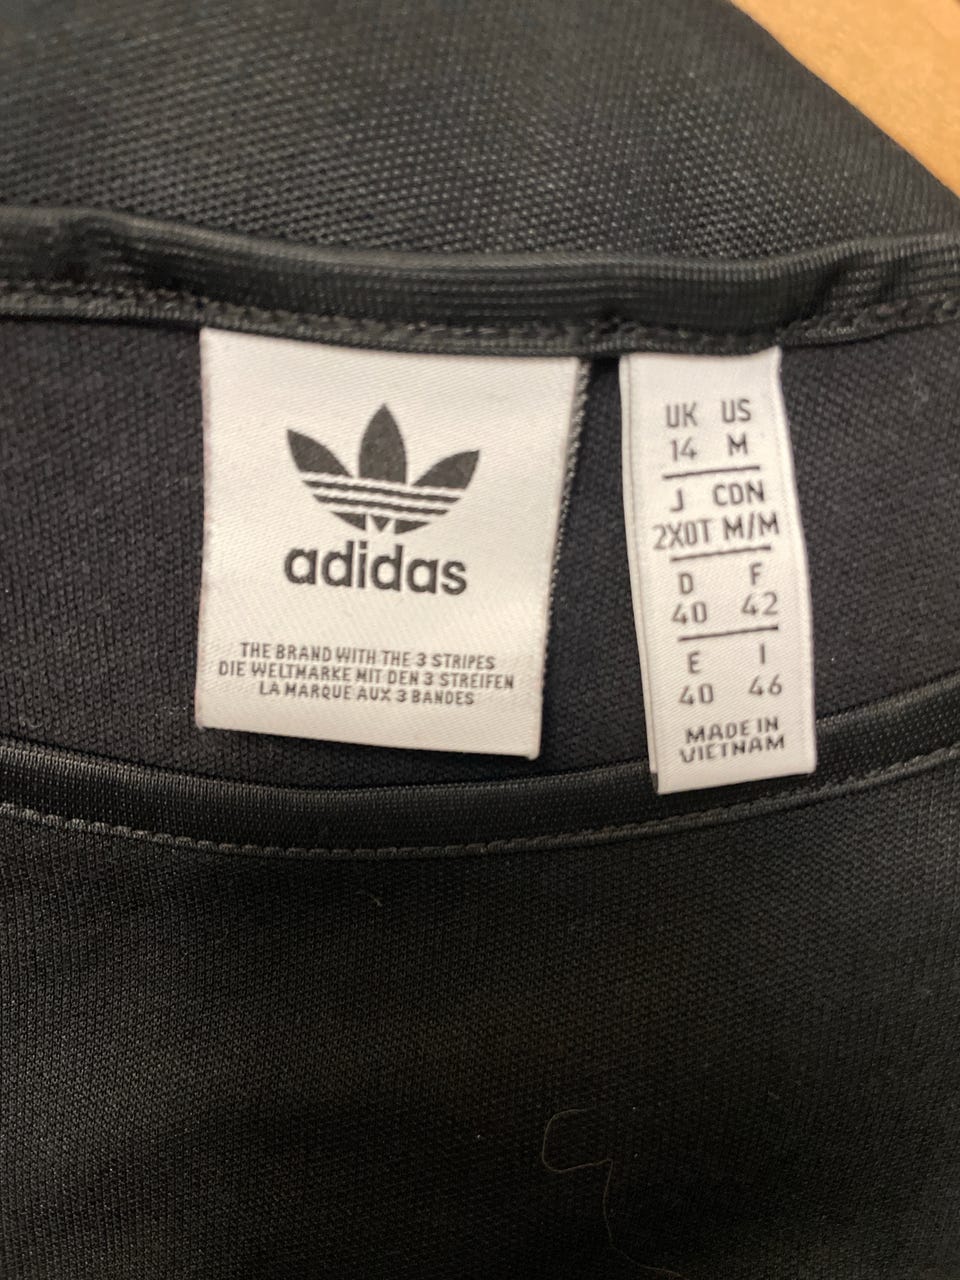 adidas
THE BRAND WITH THE 3 STRIPES
DIE WELTMARKE MIT DEN 3 STREIFEN
LA MARQUE AUX 3 BANDES
UK US
14 M
J CDN
2XOT M/M
D F
40 42
E I
40 46
MADE IN
VIETNAM